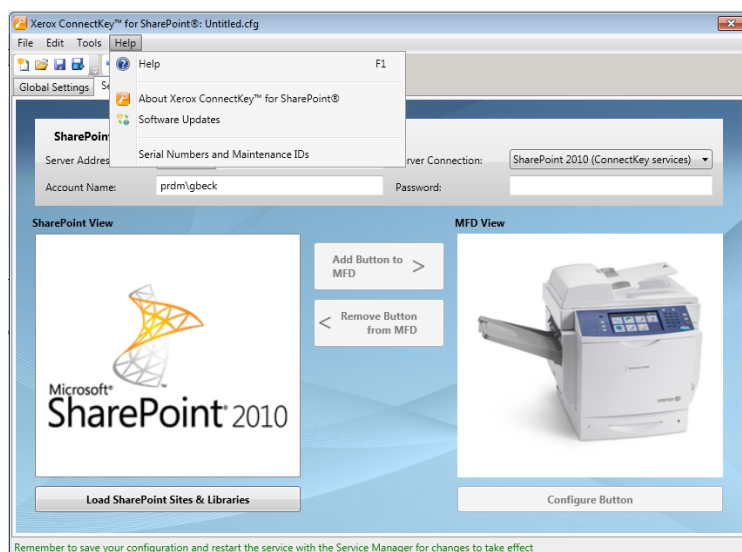 Xerox ConnectKey™ for SharePoint®: Untitled.cfg
File Edit Tools Help
Help F1
About Xerox ConnectKey™ for SharePoint®
Software Updates
Serial Numbers and Maintenance IDs
Global Settings
SharePoin
Server Addres
rver Connection:
SharePoint 2010 (ConnectKey services)
Account Name:
prdm\gbeck
Password:
SharePoint View
MFD View
Add Button to MFD >
< Remove Button from MFD
Microsoft®
SharePoint® 2010
Load SharePoint Sites & Libraries
Configure Button
Remember to save your configuration and restart the service with the Service Manager for changes to take effect